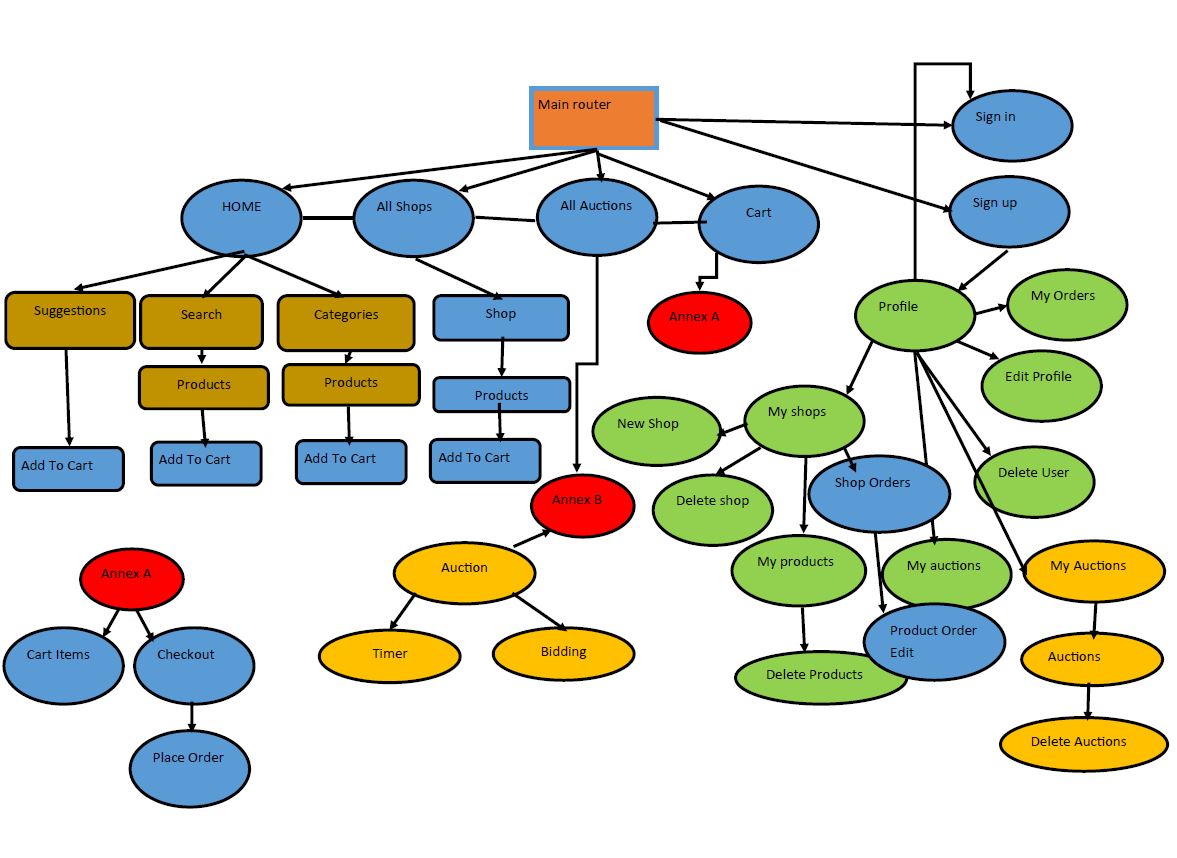 Main router
Sign in
HOME
All Shops
All Auctions
Cart
Sign up
Suggestions
Search
Categories
Shop
Annex A
Profile
My Orders
Products
Products
Products
Edit Profile
My shops
New Shop
Add To Cart
Add To Cart
Add To Cart
Add To Cart
Shop Orders
Delete User
Annex B
Delete shop
Annex A
Auction
My products
My auctions
My Auctions
Cart Items
Checkout
Timer
Bidding
Product Order
Edit
Auctions
Delete Products
Place Order
Delete Auctions